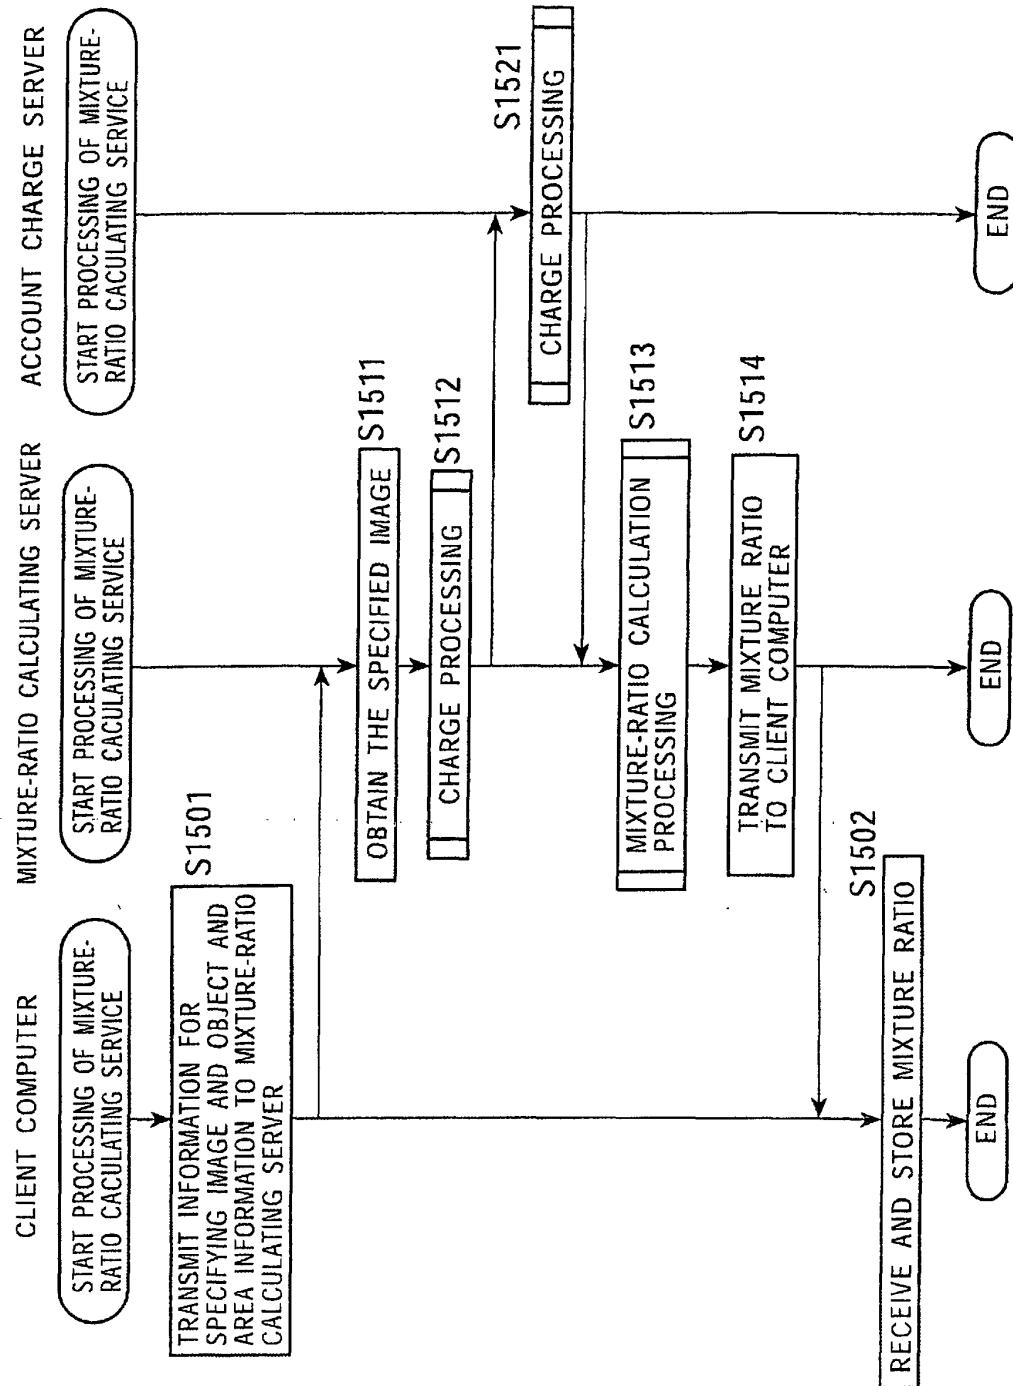 CLIENT COMPUTER
START PROCESSING OF MIXTURE-
RATIO CACULATING SERVICE
S1501
TRANSMIT INFORMATION FOR
SPECIFYING IMAGE AND OBJECT AND
AREA INFORMATION TO MIXTURE-RATIO
CALCULATING SERVER
S1502
RECEIVE AND STORE MIXTURE RATIO
END
MIXTURE-RATIO CALCULATING SERVER
START PROCESSING OF MIXTURE-
RATIO CACULATING SERVICE
S1511
OBTAIN THE SPECIFIED IMAGE
S1512
CHARGE PROCESSING
S1513
MIXTURE-RATIO CALCULATION
PROCESSING
S1514
TRANSMIT MIXTURE RATIO
TO CLIENT COMPUTER
END
ACCOUNT CHARGE SERVER
START PROCESSING OF MIXTURE-
RATIO CACULATING SERVICE
S1521
CHARGE PROCESSING
END